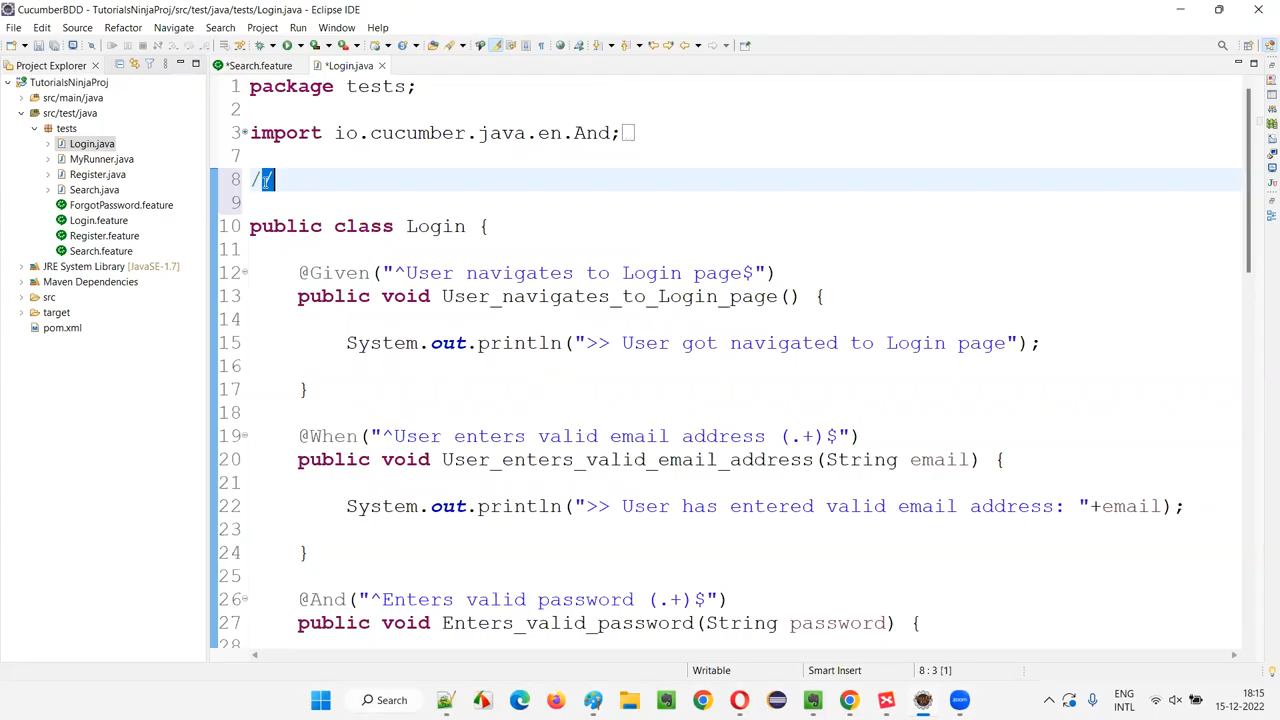 CucumberBDD - TutorialsNinjaProj/src/test/java/tests/Login.java - Eclipse IDE
File Edit Source Refactor Navigate Search Project Run Window Help
Project Explorer
*Search.feature
*Login.java
TutorialsNinjaProj
src/main/java
src/test/java
tests
Login.java
MyRunner.java
Register.java
Search.java
ForgotPassword.feature
Login.feature
Register.feature
Search.feature
JRE System Library [JavaSE-1.7]
Maven Dependencies
src
target
pom.xml
1 package tests;
2
3 import io.cucumber.java.en.And;
7
8 //
9
10 public class Login {
11
12 @Given("^User navigates to Login page$")
13 public void User_navigates_to_Login_page() {
14
15 System.out.println(">> User got navigated to Login page");
16
17 }
18
19 @When("^User enters valid email address (.+)$")
20 public void User_enters_valid_email_address(String email) {
21
22 System.out.println(">> User has entered valid email address: "+email);
23
24 }
25
26 @And("^Enters valid password (.+)$")
27 public void Enters_valid_password(String password) {
28
Writable Smart Insert 8 : 3 [1]
Search
ENG
INTL
18:15
15-12-2022